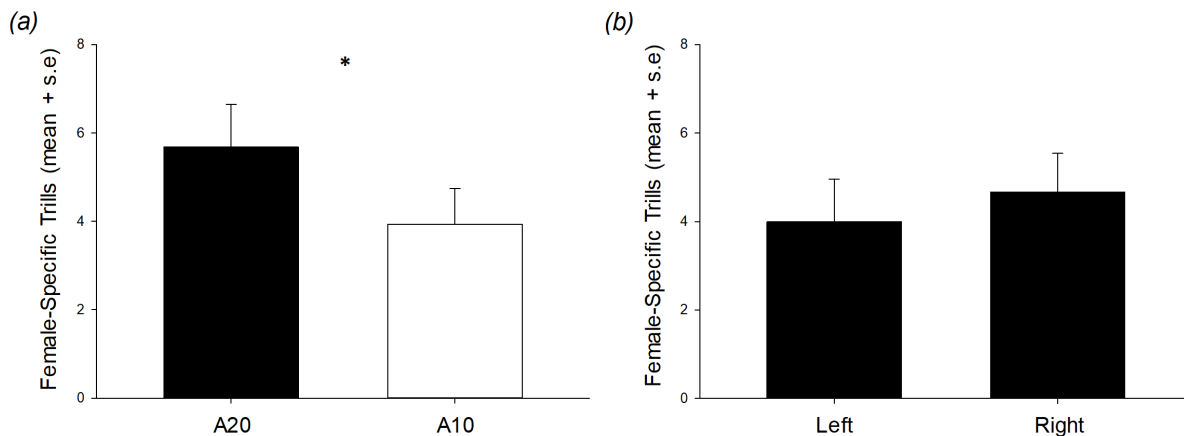 (a)
Female-Specific Trills (mean + s.e)
8
6
4
2
0
*
A20 A10
(b)
Female-Specific Trills (mean + s.e)
8
6
4
2
0
Left Right